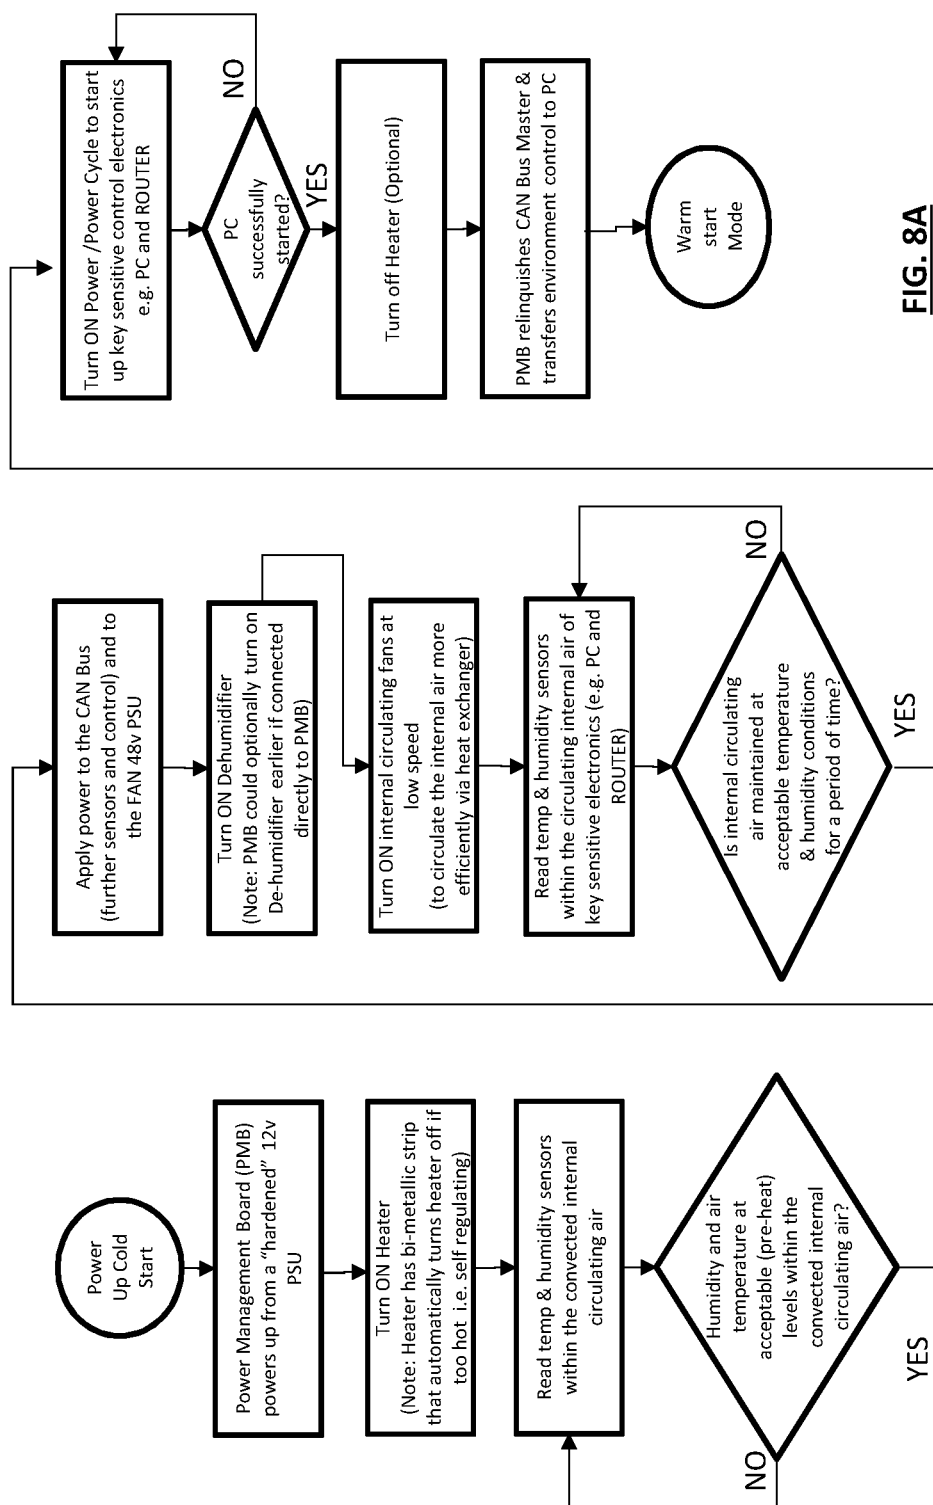 Power
Up Cold
Start
Power Management Board (PMB)
powers up from a “hardened” 12v
PSU
Turn ON Heater
(Note: Heater has bi-metallic strip
that automatically turns heater off if
too hot i.e. self regulating)
Read temp & humidity sensors
within the convected internal
circulating air
Humidity and air
temperature at
acceptable (pre-heat)
levels within the
convected internal
circulating air?
NO
YES
Apply power to the CAN Bus
(further sensors and control) and to
the FAN 48v PSU
Turn ON Dehumidifier
(Note: PMB could optionally turn on
De-humidifier earlier if connected
directly to PMB)
Turn ON internal circulating fans at
low speed
(to circulate the internal air more
efficiently via heat exchanger)
Read temp & humidity sensors
within the circulating internal air of
key sensitive electronics (e.g. PC and
ROUTER)
Is internal circulating
air maintained at
acceptable temperature
& humidity conditions
for a period of time?
NO
YES
Turn ON Power /Power Cycle to start
up key sensitive control electronics
e.g. PC and ROUTER
PC
successfully
started?
NO
YES
Turn off Heater (Optional)
PMB relinquishes CAN Bus Master &
transfers environment control to PC
Warm
start
Mode
FIG. 8A